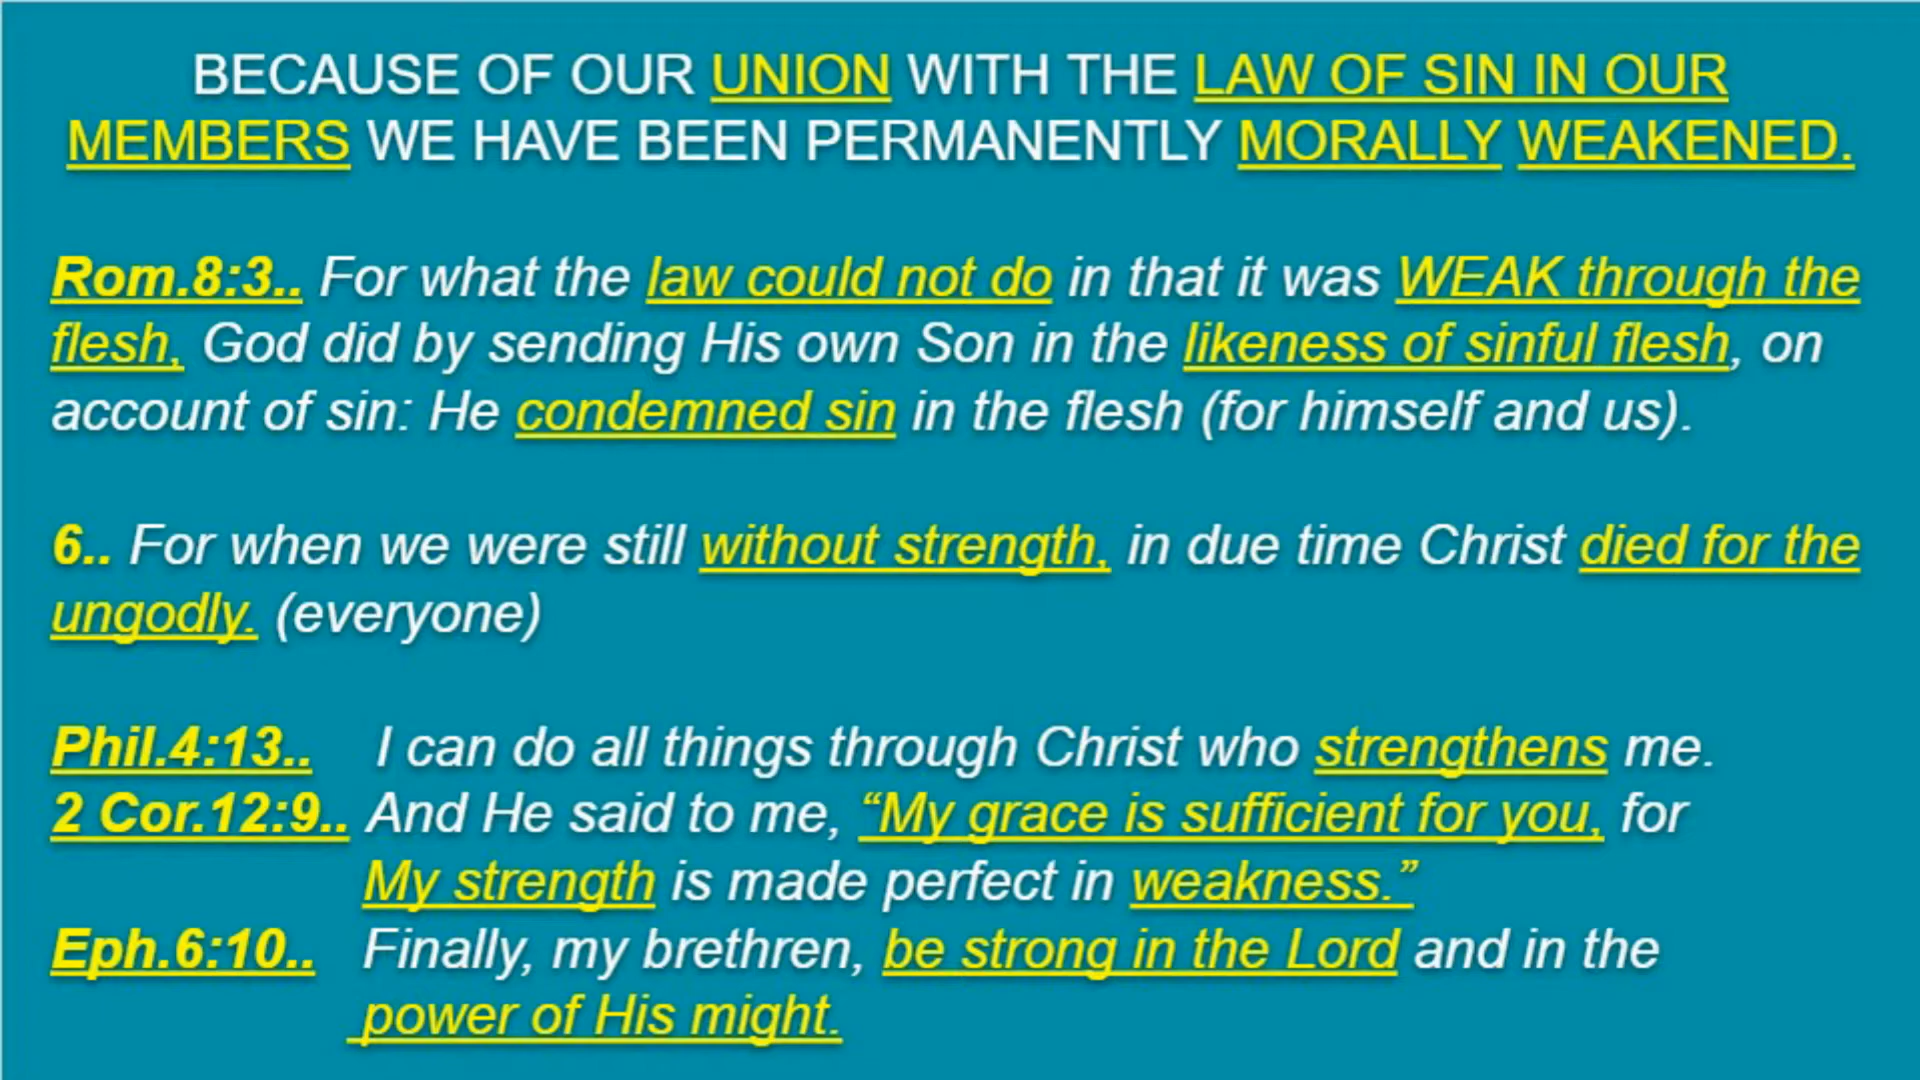 BECAUSE OF OUR UNION WITH THE LAW OF SIN IN OUR
MEMBERS WE HAVE BEEN PERMANENTLY MORALLY WEAKENED.
Rom.8:3.. For what the law could not do in that it was WEAK through the
flesh, God did by sending His own Son in the likeness of sinful flesh, on
account of sin: He condemned sin in the flesh (for himself and us).
6.. For when we were still without strength, in due time Christ died for the
ungodly. (everyone)
Phil.4:13.. I can do all things through Christ who strengthens me.
2 Cor.12:9.. And He said to me, “My grace is sufficient for you, for
My strength is made perfect in weakness.”
Eph.6:10.. Finally, my brethren, be strong in the Lord and in the
power of His might.